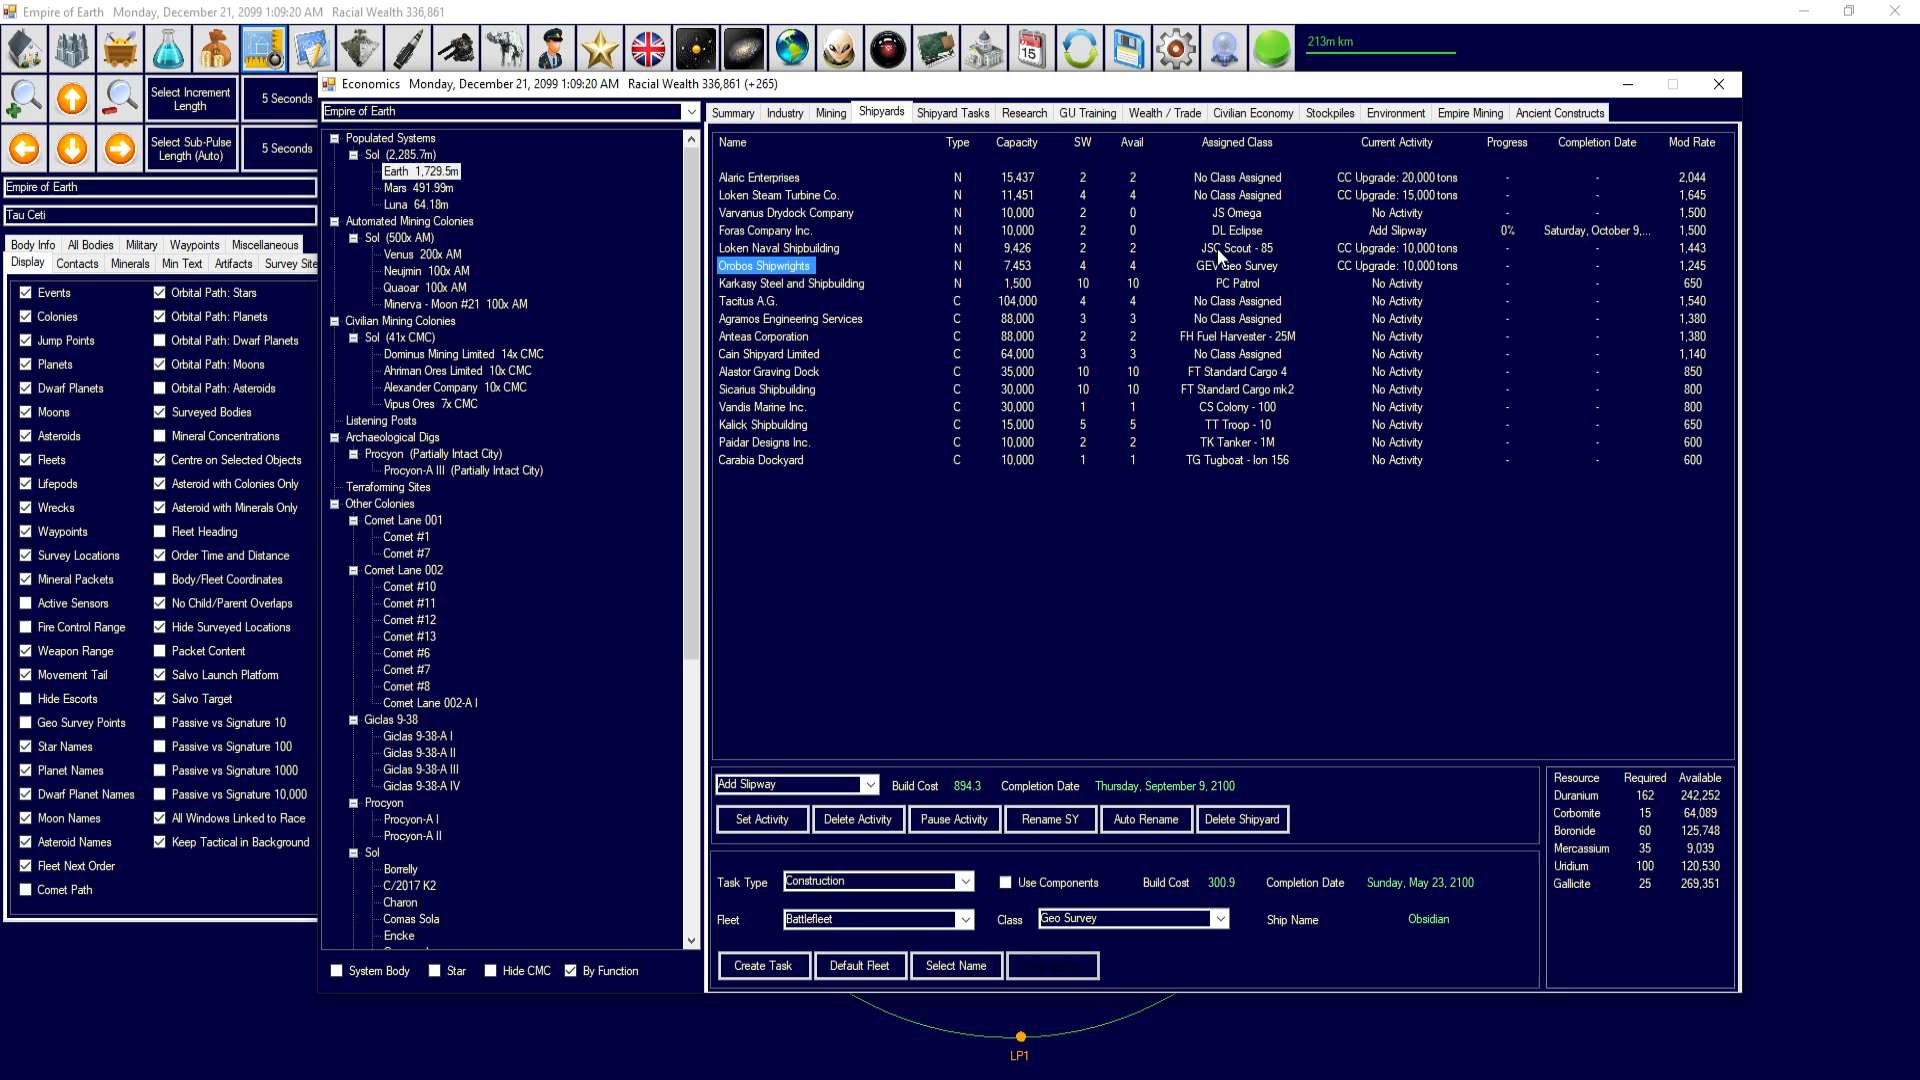 Empire of Earth   Monday, December 21, 2099 1:09:20 AM   Racial Wealth 336,861
213m km
Select Increment Length
5 Seconds
Select Sub-Pulse Length (Auto)
5 Seconds
Empire of Earth
Tau Ceti
Body Info   All Bodies   Military   Waypoints   Miscellaneous
Display   Contacts   Minerals   Min Text   Artifacts   Survey Site
Events   Orbital Path: Stars
Colonies   Orbital Path: Planets
Jump Points   Orbital Path: Dwarf Planets
Planets   Orbital Path: Moons
Dwarf Planets   Orbital Path: Asteroids
Moons   Surveyed Bodies
Asteroids   Mineral Concentrations
Fleets   Centre on Selected Objects
Lifepods   Asteroid with Colonies Only
Wrecks   Asteroid with Minerals Only
Waypoints   Fleet Heading
Survey Locations   Order Time and Distance
Mineral Packets   Body/Fleet Coordinates
Active Sensors   No Child/Parent Overlaps
Fire Control Range   Hide Surveyed Locations
Weapon Range   Packet Content
Movement Tail   Salvo Launch Platform
Hide Escorts   Salvo Target
Geo Survey Points   Passive vs Signature 10
Star Names   Passive vs Signature 100
Planet Names   Passive vs Signature 1000
Dwarf Planet Names   Passive vs Signature 10,000
Moon Names   All Windows Linked to Race
Asteroid Names   Keep Tactical in Background
Fleet Next Order
Comet Path
Economics   Monday, December 21, 2099 1:09:20 AM   Racial Wealth 336,861 (+265)
Empire of Earth
Populated Systems
Sol (2,285.7m)
Earth 1,729.5m
Mars 491.99m
Luna 64.18m
Automated Mining Colonies
Sol (500x AM)
Venus 200x AM
Neujmin 100x AM
Quaoar 100x AM
Minerva - Moon #21 100x AM
Civilian Mining Colonies
Sol (41x CMC)
Dominus Mining Limited 14x CMC
Ahriman Ores Limited 10x CMC
Alexander Company 10x CMC
Vipus Ores 7x CMC
Listening Posts
Archaeological Digs
Procyon (Partially Intact City)
Procyon-A III (Partially Intact City)
Terraforming Sites
Other Colonies
Comet Lane 001
Comet #1
Comet #7
Comet Lane 002
Comet #10
Comet #11
Comet #12
Comet #13
Comet #6
Comet #7
Comet #8
Comet Lane 002-A I
Giclas 9-38
Giclas 9-38-A I
Giclas 9-38-A II
Giclas 9-38-A III
Giclas 9-38-A IV
Procyon
Procyon-A I
Procyon-A II
Sol
Borrelly
C/2017 K2
Charon
Comas Sola
Encke
System Body   Star   Hide CMC   By Function
Summary   Industry   Mining   Shipyards   Shipyard Tasks   Research   GU Training   Wealth / Trade   Civilian Economy   Stockpiles   Environment   Empire Mining   Ancient Constructs
Name   Type   Capacity   SW   Avail   Assigned Class   Current Activity   Progress   Completion Date   Mod Rate
Alaric Enterprises   N   15,437   2   2   No Class Assigned   CC Upgrade: 20,000 tons   -   -   2,044
Loken Steam Turbine Co.   N   11,451   4   4   No Class Assigned   CC Upgrade: 15,000 tons   -   -   1,645
Varvanus Drydock Company   N   10,000   2   0   JS Omega   No Activity   -   -   1,500
Foras Company Inc.   N   10,000   2   0   DL Eclipse   Add Slipway   0%   Saturday, October 9,...   1,500
Loken Naval Shipbuilding   N   9,426   2   2   JSC Scout - 85   CC Upgrade: 10,000 tons   -   -   1,443
Orobos Shipwrights   N   7,453   4   4   GEV Geo Survey   CC Upgrade: 10,000 tons   -   -   1,245
Karkasy Steel and Shipbuilding   N   1,500   10   10   PC Patrol   No Activity   -   -   650
Tacitus A.G.   C   104,000   4   4   No Class Assigned   No Activity   -   -   1,540
Agramos Engineering Services   C   88,000   3   3   No Class Assigned   No Activity   -   -   1,380
Anteas Corporation   C   88,000   2   2   FH Fuel Harvester - 25M   No Activity   -   -   1,380
Cain Shipyard Limited   C   64,000   3   3   No Class Assigned   No Activity   -   -   1,140
Alastor Graving Dock   C   35,000   10   10   FT Standard Cargo 4   No Activity   -   -   850
Sicarius Shipbuilding   C   30,000   10   10   FT Standard Cargo mk2   No Activity   -   -   800
Vandis Marine Inc.   C   30,000   1   1   CS Colony - 100   No Activity   -   -   800
Kalick Shipbuilding   C   15,000   5   5   TT Troop - 10   No Activity   -   -   650
Paidar Designs Inc.   C   10,000   2   2   TK Tanker - 1M   No Activity   -   -   600
Carabia Dockyard   C   10,000   1   1   TG Tugboat - Ion 156   No Activity   -   -   600
Add Slipway   Build Cost   894.3   Completion Date   Thursday, September 9, 2100
Set Activity   Delete Activity   Pause Activity   Rename SY   Auto Rename   Delete Shipyard
Task Type   Construction   Use Components   Build Cost   300.9   Completion Date   Sunday, May 23, 2100
Fleet   Battlefleet   Class   Geo Survey   Ship Name   Obsidian
Create Task   Default Fleet   Select Name
Resource   Required   Available
Duranium   162   242,252
Corbomite   15   64,089
Boronide   60   125,748
Mercassium   35   9,039
Uridium   100   120,530
Gallicite   25   269,351
LP1